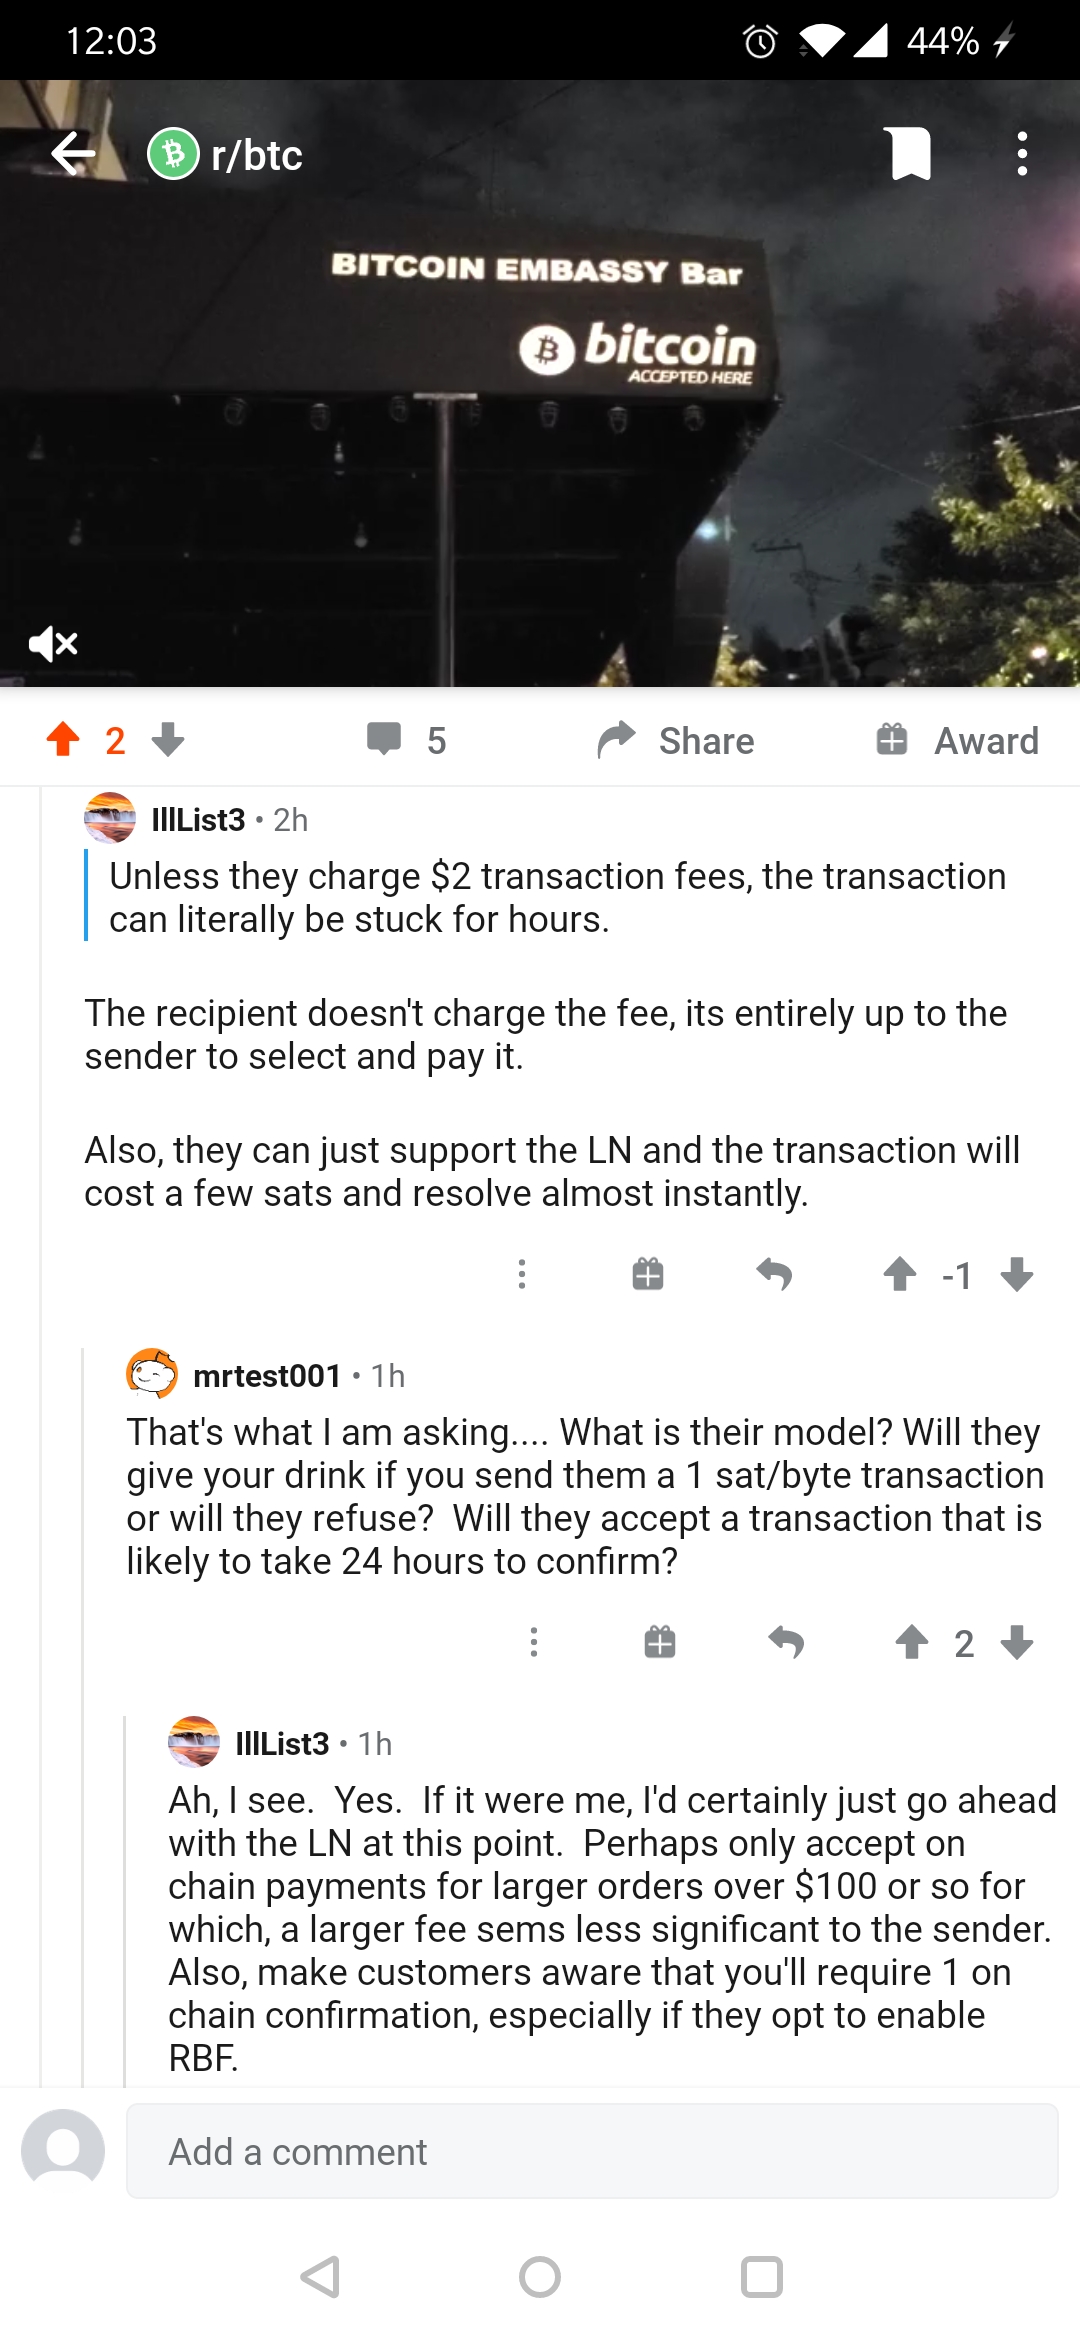 12:03
44%
r/btc
BITCOIN EMBASSY Bar
bitcoin
ACCEPTED HERE
2
5
Share
Award
IllList3 • 2h
Unless they charge $2 transaction fees, the transaction
can literally be stuck for hours.
The recipient doesn't charge the fee, its entirely up to the
sender to select and pay it.
Also, they can just support the LN and the transaction will
cost a few sats and resolve almost instantly.
-1
mrtest001 • 1h
That's what I am asking.... What is their model? Will they
give your drink if you send them a 1 sat/byte transaction
or will they refuse?  Will they accept a transaction that is
likely to take 24 hours to confirm?
2
IllList3 • 1h
Ah, I see.  Yes.  If it were me, I'd certainly just go ahead
with the LN at this point.  Perhaps only accept on
chain payments for larger orders over $100 or so for
which, a larger fee sems less significant to the sender.
Also, make customers aware that you'll require 1 on
chain confirmation, especially if they opt to enable
RBF.
Add a comment